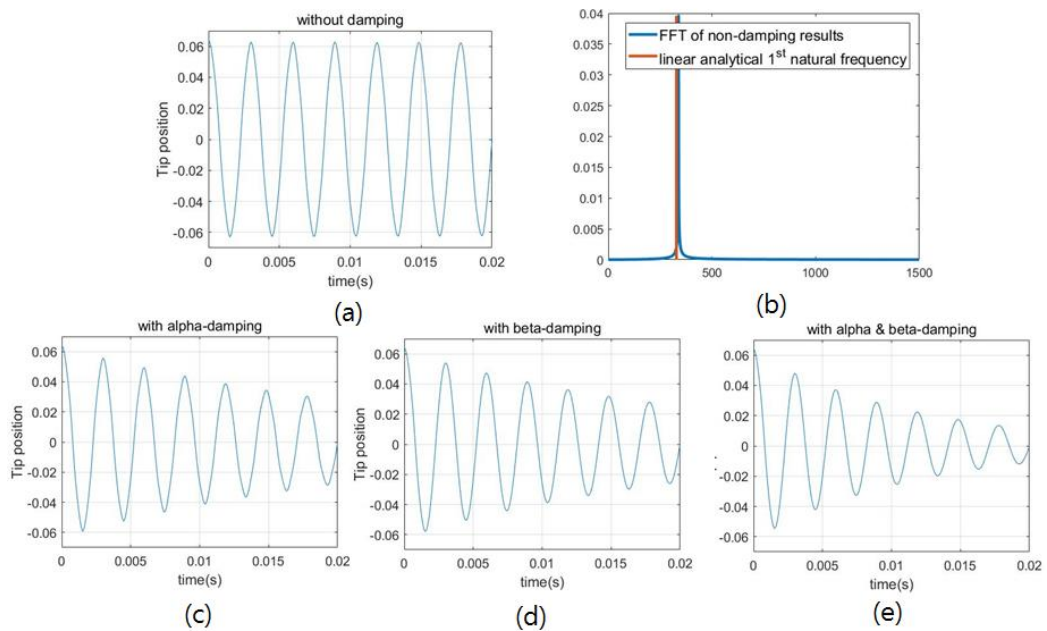 without damping
0.06
0.04
0.02
0
-0.02
-0.04
-0.06
Tip position
0 0.005 0.01 0.015 0.02
time(s)
(a)
0.04
0.035
0.03
0.025
0.02
0.015
0.01
0.005
0
FFT of non-damping results
linear analytical 1st natural frequency
0 500 1000 1500
(b)
with alpha-damping
0.06
0.04
0.02
0
-0.02
-0.04
-0.06
Tip position
0 0.005 0.01 0.015 0.02
time(s)
(c)
with beta-damping
0.06
0.04
0.02
0
-0.02
-0.04
-0.06
Tip position
0 0.005 0.01 0.015 0.02
time(s)
(d)
with alpha & beta-damping
0.06
0.04
0.02
0
-0.02
-0.04
-0.06
0 0.005 0.01 0.015 0.02
time(s)
(e)